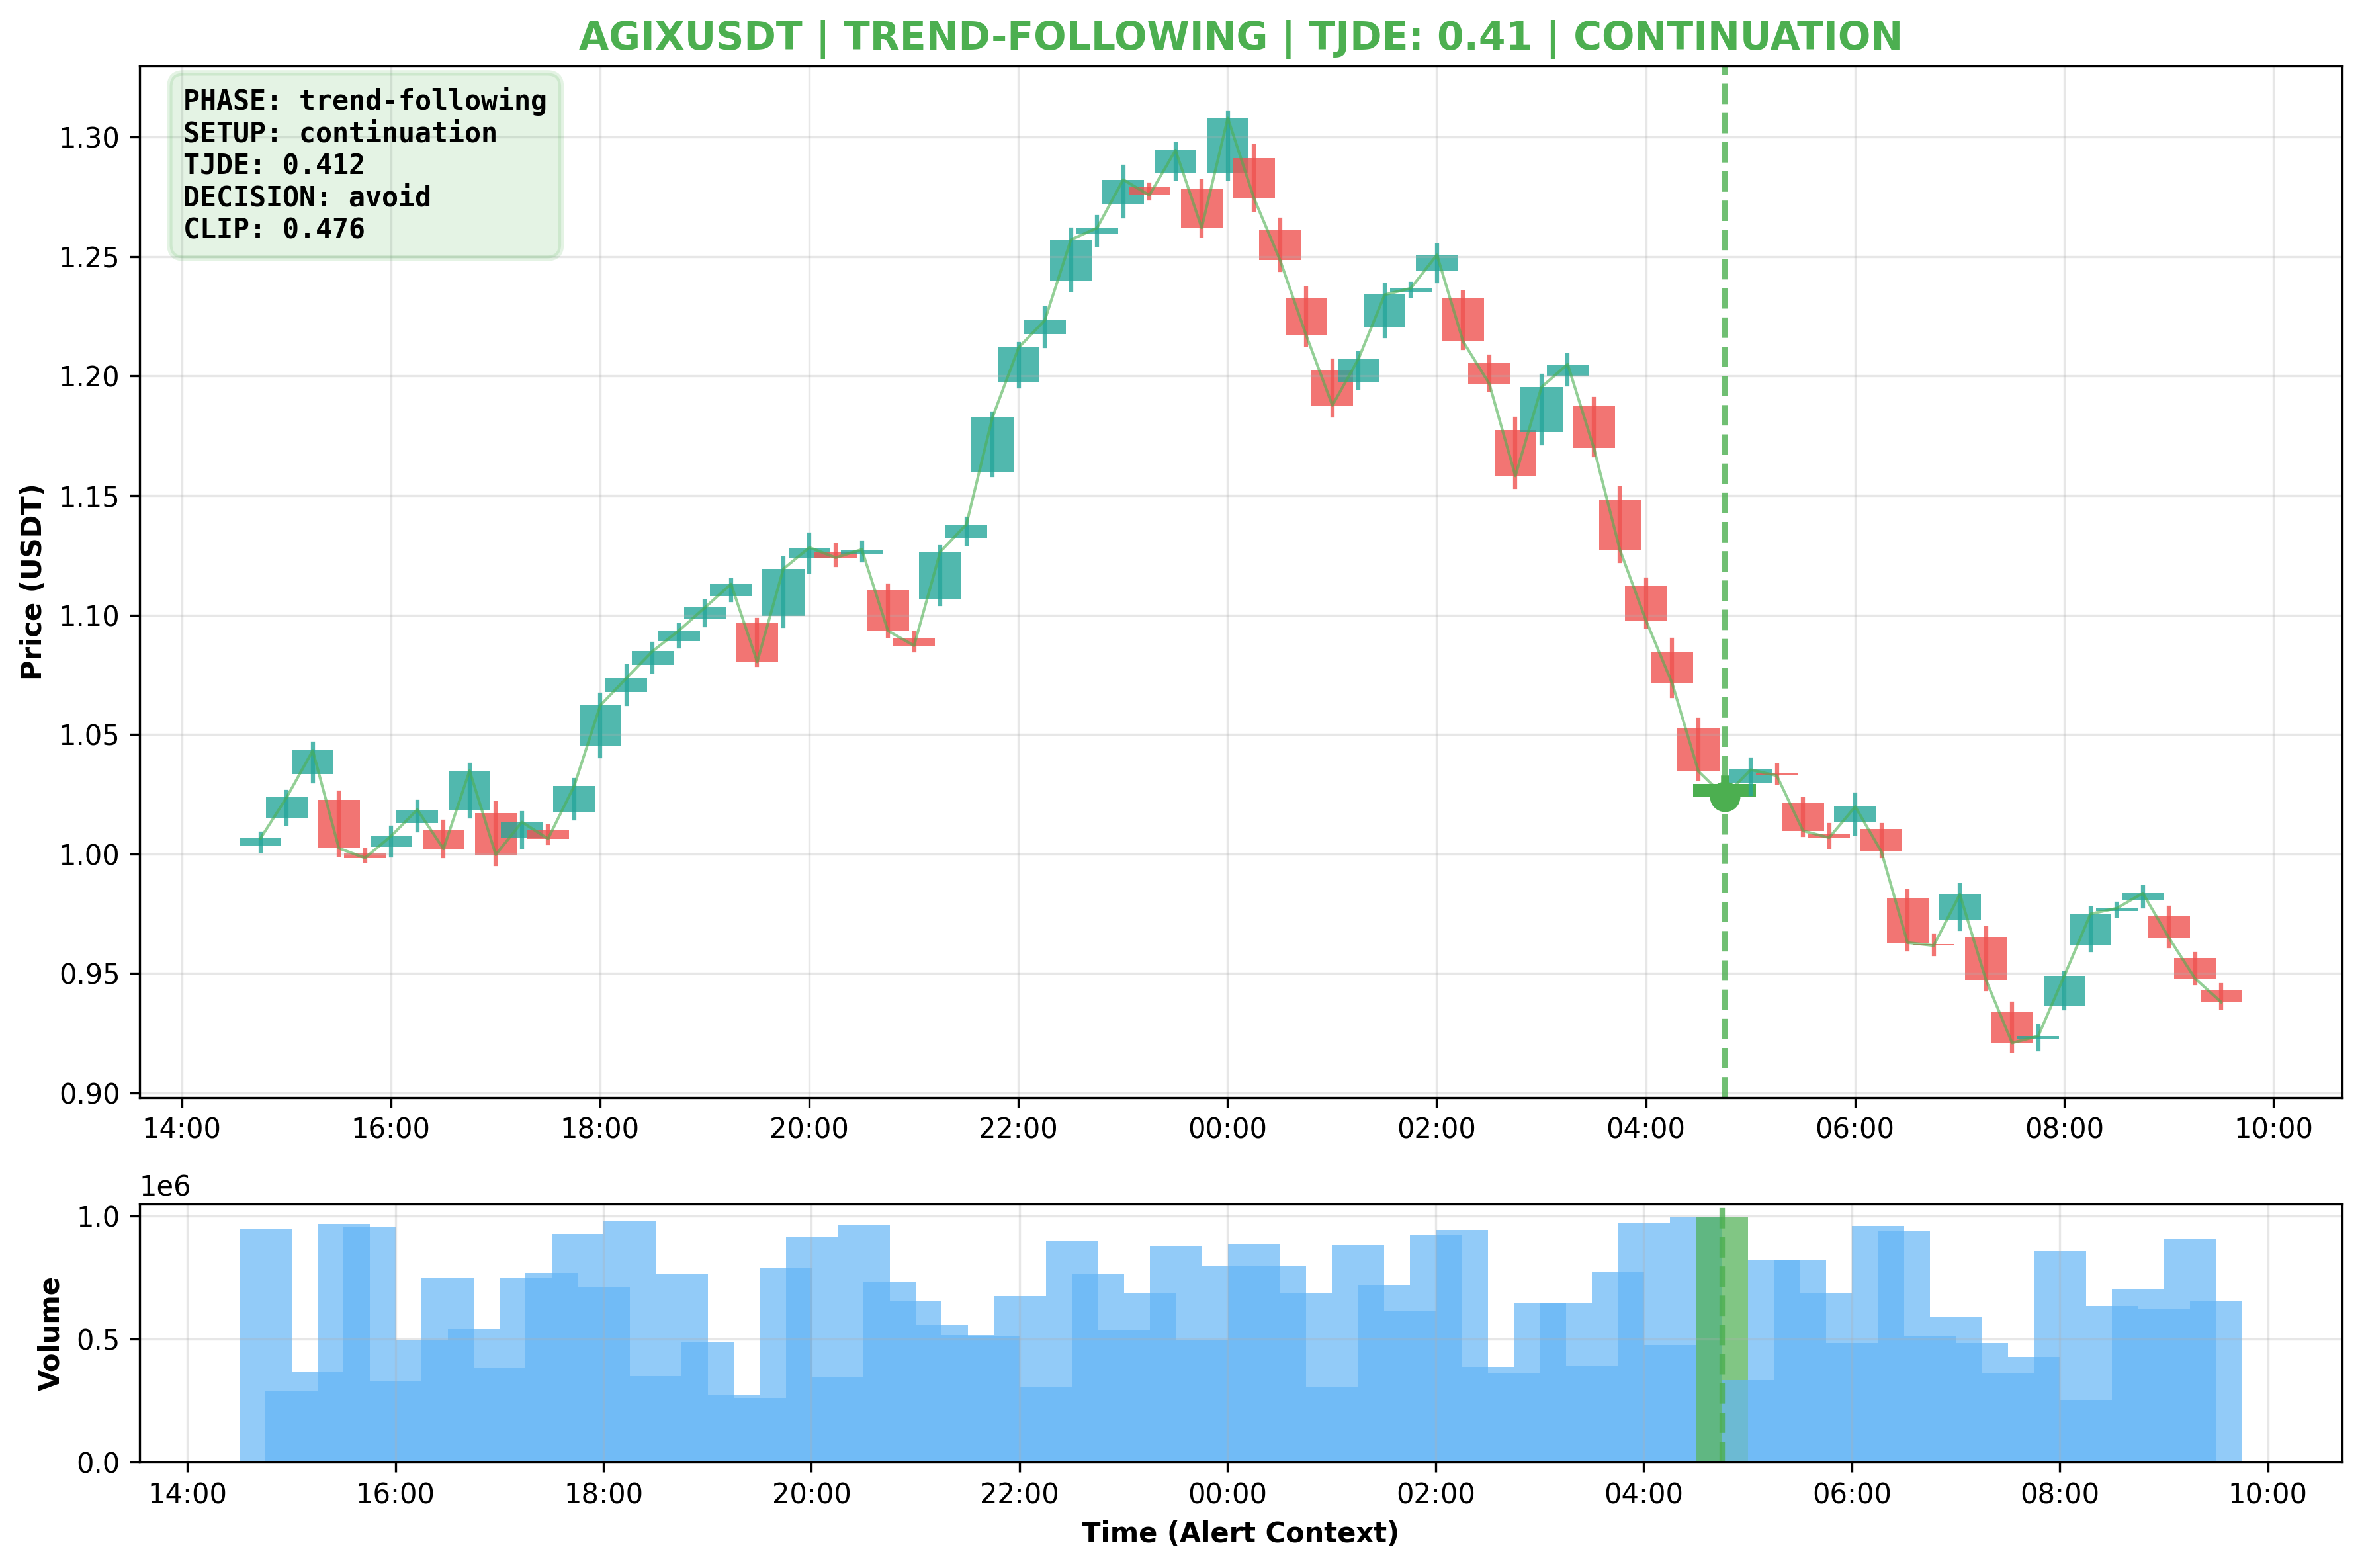 AGIXUSDT | TREND-FOLLOWING | TJDE: 0.41 | CONTINUATION
PHASE: trend-following
SETUP: continuation
TJDE: 0.412
DECISION: avoid
CLIP: 0.476
Price (USDT)
1.30
1.25
1.20
1.15
1.10
1.05
1.00
0.95
0.90
14:00 16:00 18:00 20:00 22:00 00:00 02:00 04:00 06:00 08:00 10:00
1e6
Volume
1.0
0.5
0.0
14:00 16:00 18:00 20:00 22:00 00:00 02:00 04:00 06:00 08:00 10:00
Time (Alert Context)